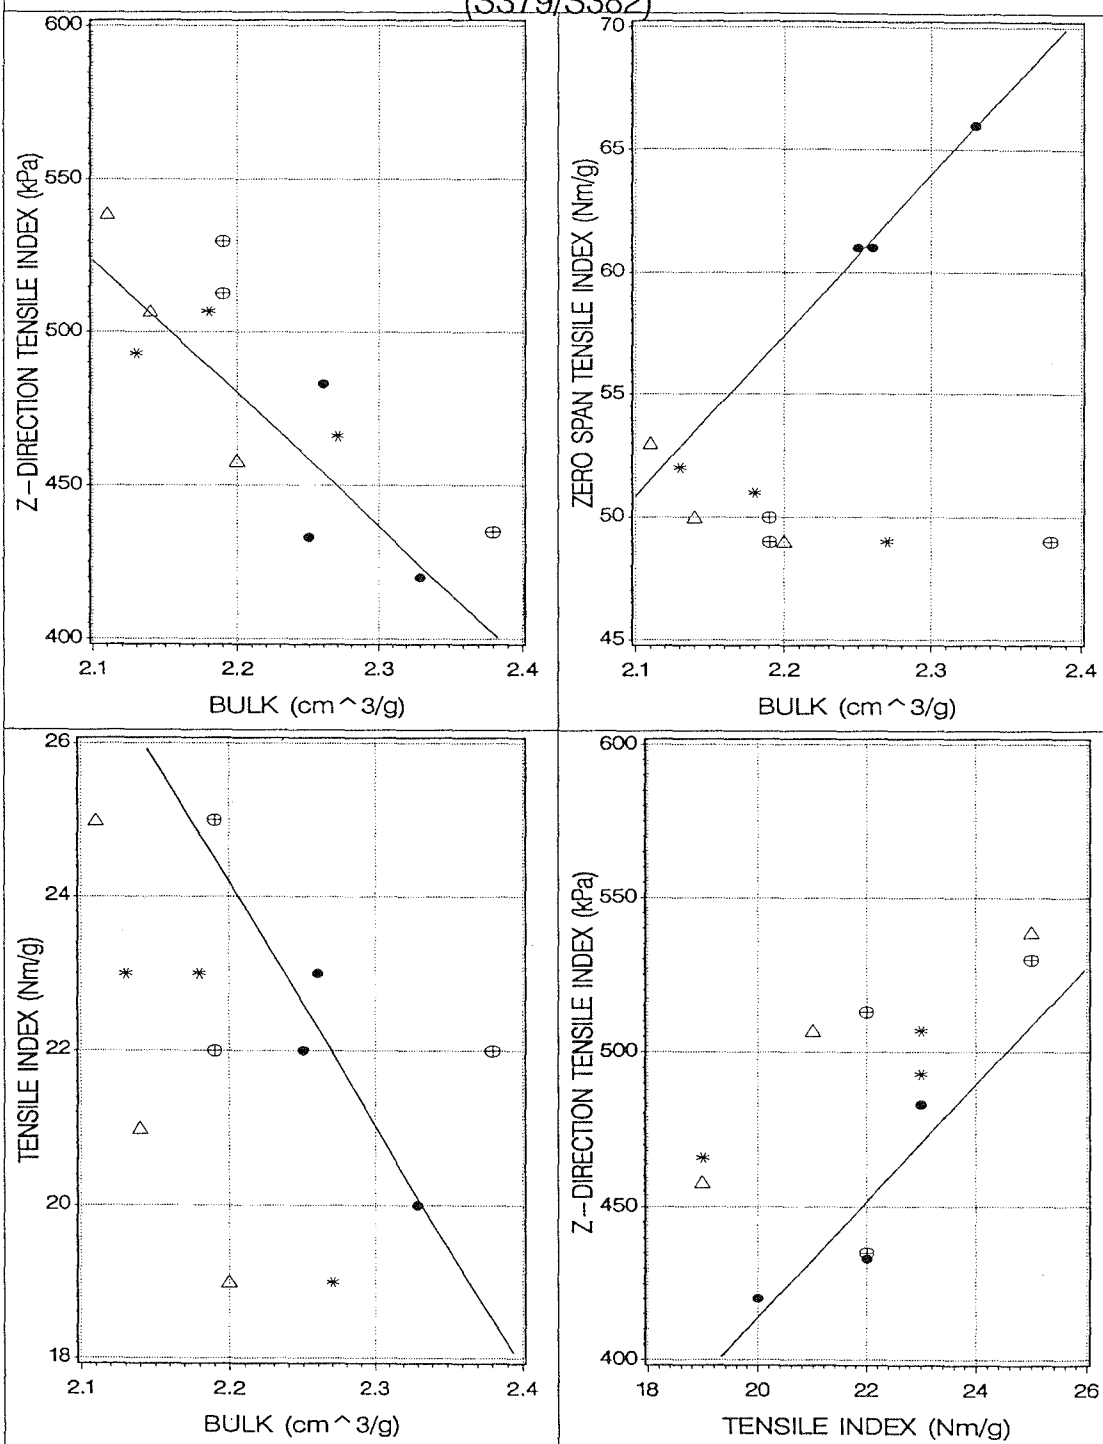 (S379/S382)
600
550
500
450
400
Z-DIRECTION TENSILE INDEX (kPa)
2.1 2.2 2.3 2.4
BULK (cm^3/g)
70
65
60
55
50
45
ZERO SPAN TENSILE INDEX (Nm/g)
2.1 2.2 2.3 2.4
BULK (cm^3/g)
26
24
22
20
18
TENSILE INDEX (Nm/g)
2.1 2.2 2.3 2.4
BULK (cm^3/g)
600
550
500
450
400
Z-DIRECTION TENSILE INDEX (kPa)
18 20 22 24 26
TENSILE INDEX (Nm/g)